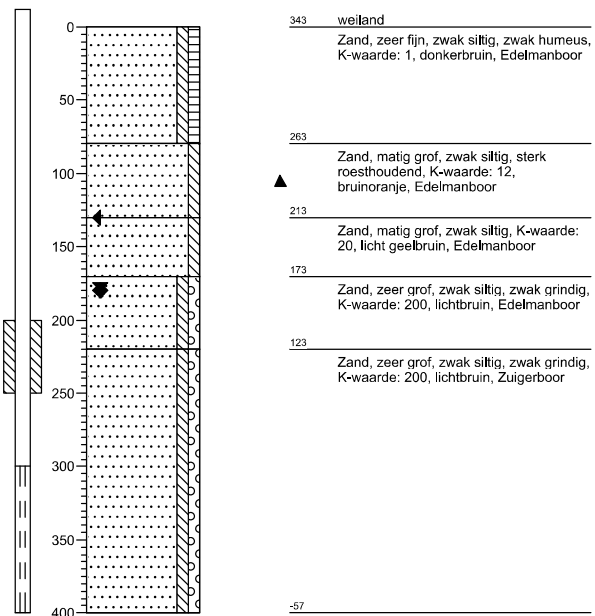 343 weiland
Zand, zeer fijn, zwak siltig, zwak humeus,
K-waarde: 1, donkerbruin, Edelmanboor
263
Zand, matig grof, zwak siltig, sterk
roesthoudend, K-waarde: 12,
bruinoranje, Edelmanboor
213
Zand, matig grof, zwak siltig, K-waarde:
20, licht geelbruin, Edelmanboor
173
Zand, zeer grof, zwak siltig, zwak grindig,
K-waarde: 200, lichtbruin, Edelmanboor
123
Zand, zeer grof, zwak siltig, zwak grindig,
K-waarde: 200, lichtbruin, Zuigerboor
-57
0
50
100
150
200
250
300
350
400